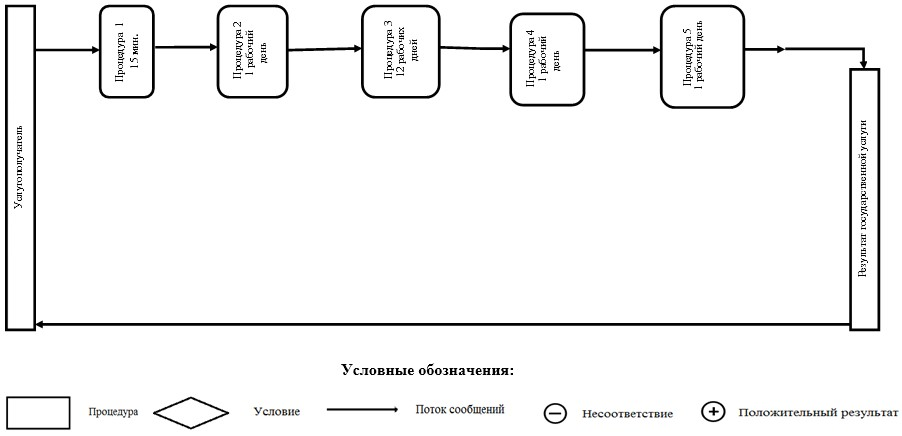 Услугополучатель
Процедура 1
15 мин.
Процедура 2
1 рабочий
день
Процедура 3
12 рабочих
дней
Процедура 4
1 рабочий
день
Процедура 5
1 рабочий день
Результат государственной услуги
Условные обозначения:
Процедура
Условие
Поток сообщений
Несоответствие
Положительный результат